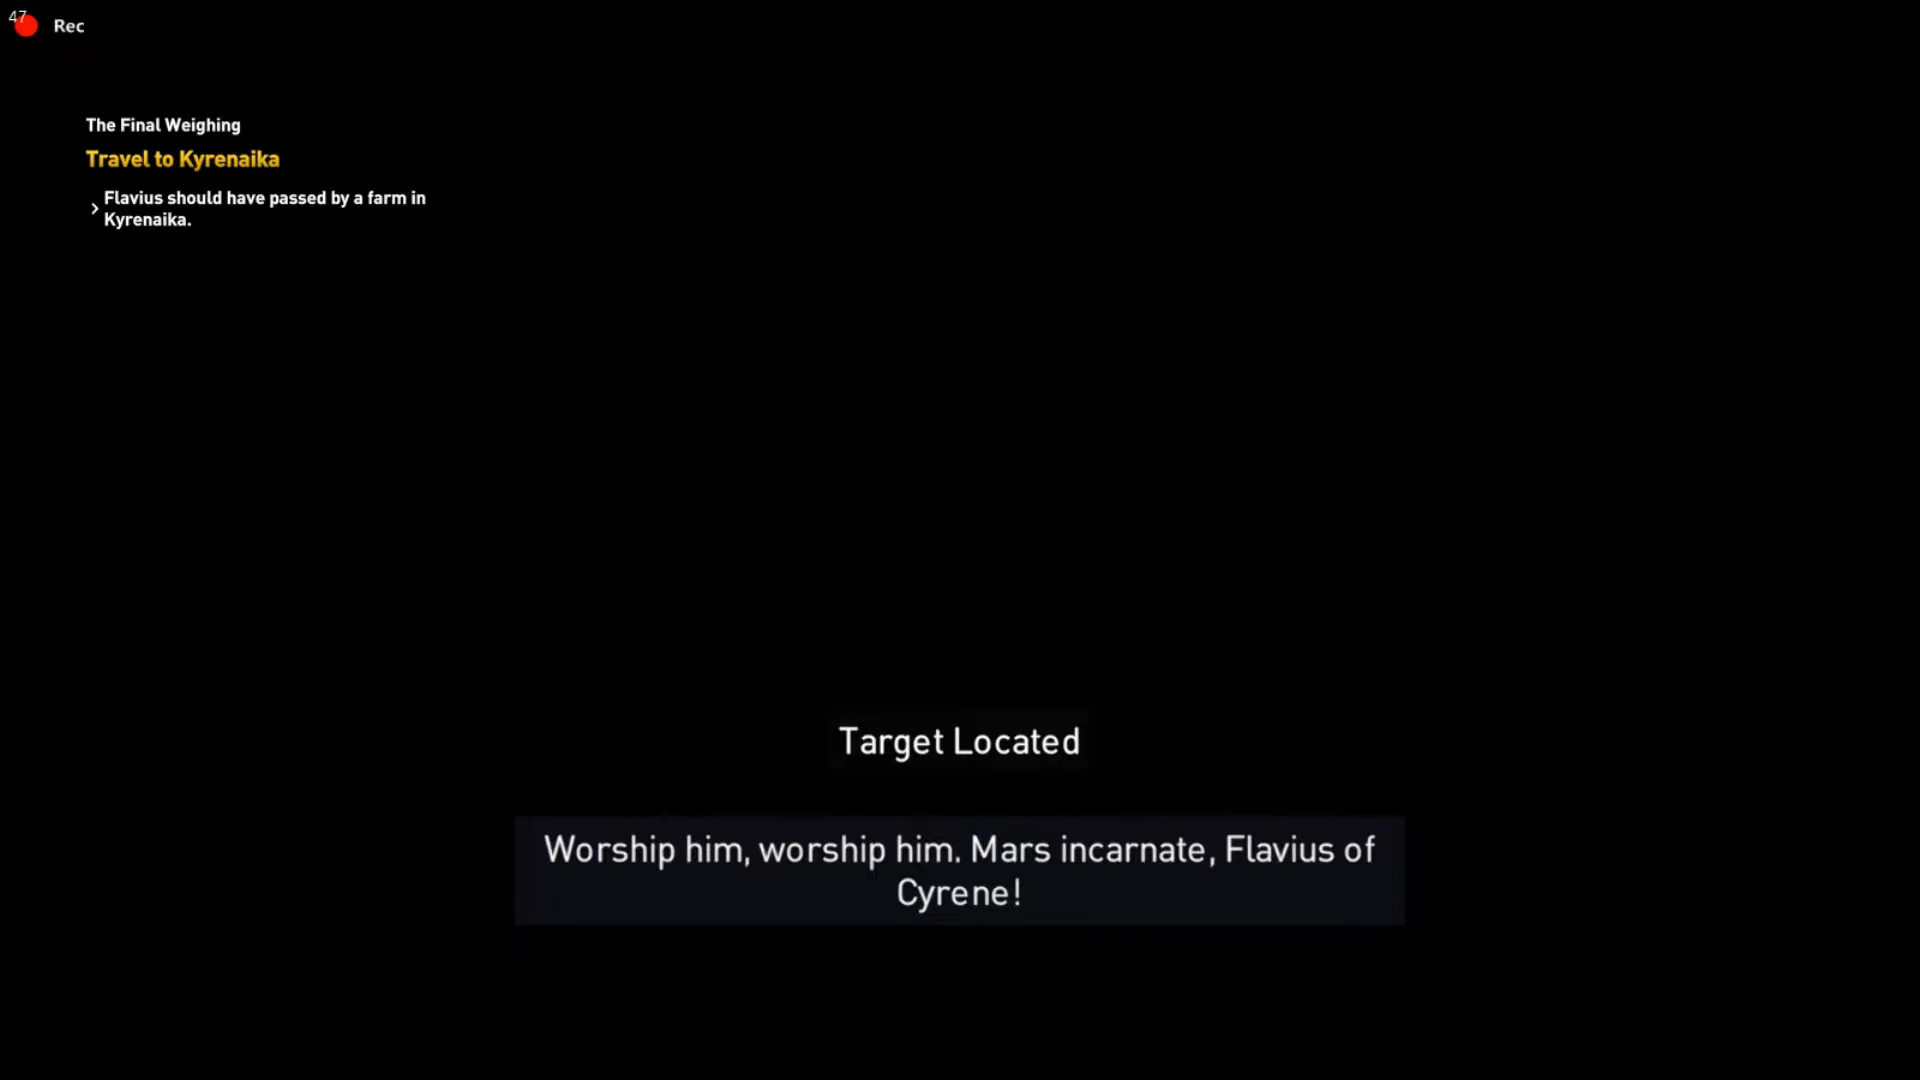 47
Rec
The Final Weighing
Travel to Kyrenaika
Flavius should have passed by a farm in
Kyrenaika.
Target Located
Worship him, worship him. Mars incarnate, Flavius of
Cyrene!